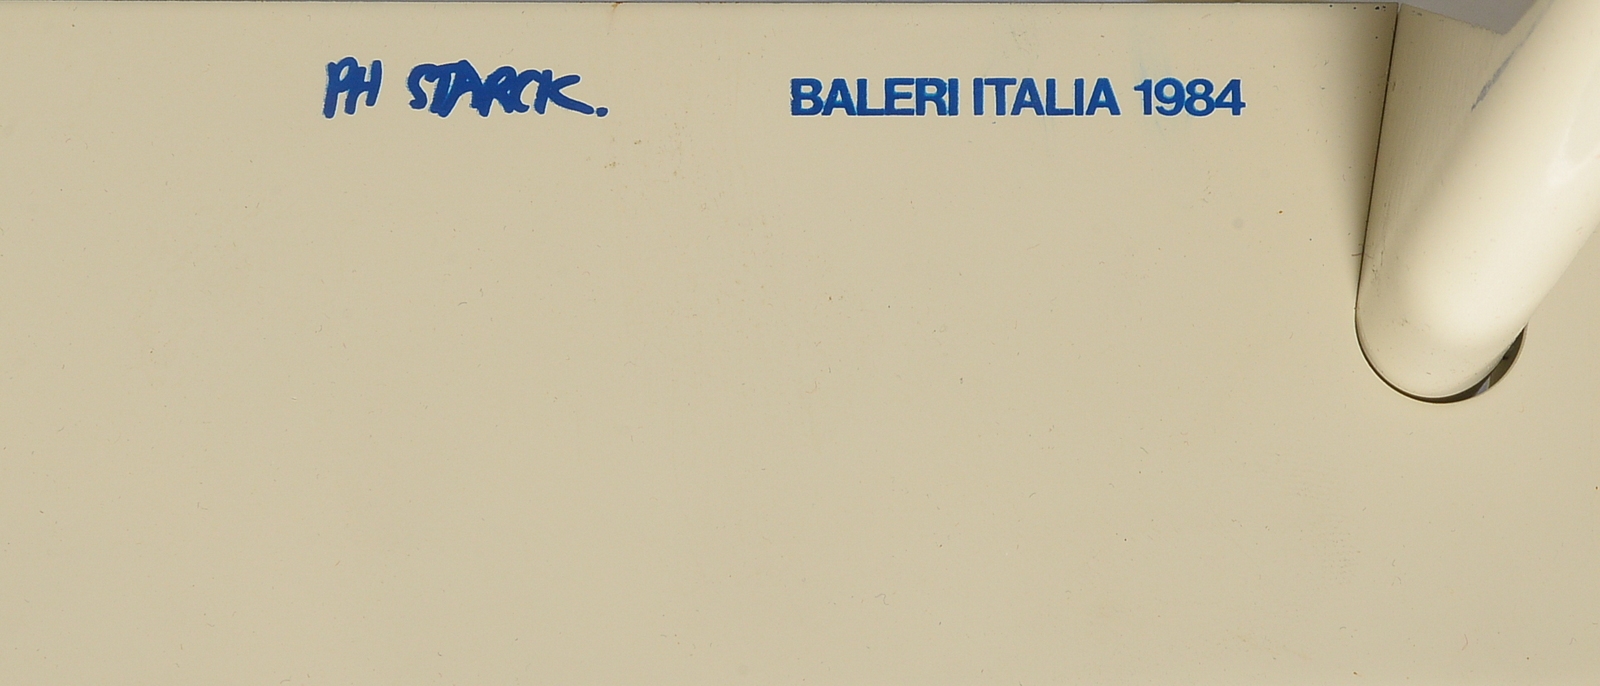 PH STARCK. BALERI ITALIA 1984